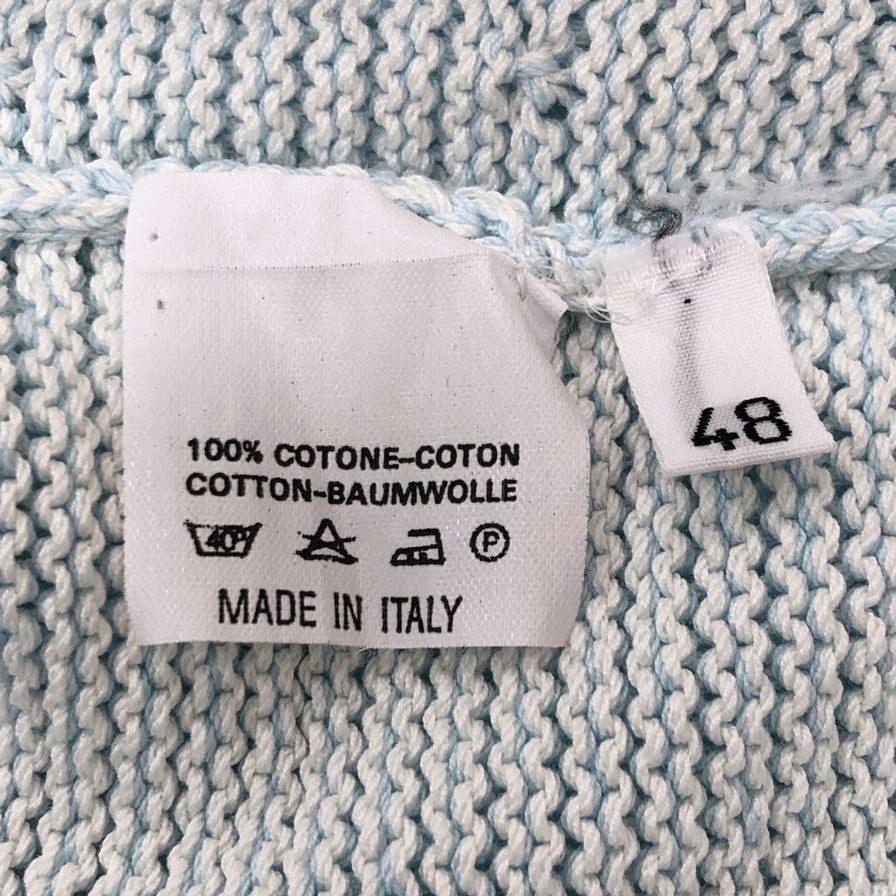 100% COTONE-COTON
COTTON-BAUMWOLLE
40°
P
MADE IN ITALY
48